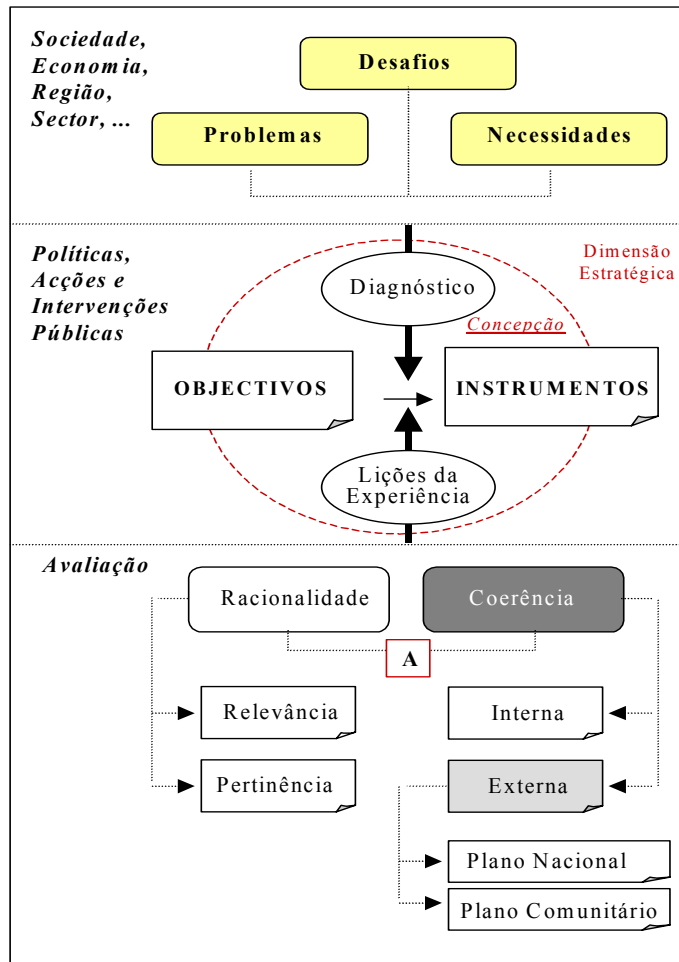 Sociedade,
Economia,
Região,
Sector, ...
Desafios
Problemas
Necessidades
Políticas,
Acções e
Intervenções
Públicas
Dimensão
Estratégica
Diagnóstico
Concepção
OBJECTIVOS
INSTRUMENTOS
Lições da
Experiência
Avaliação
Racionalidade
Coerência
A
Relevância
Interna
Pertinência
Externa
Plano Nacional
Plano Comunitário